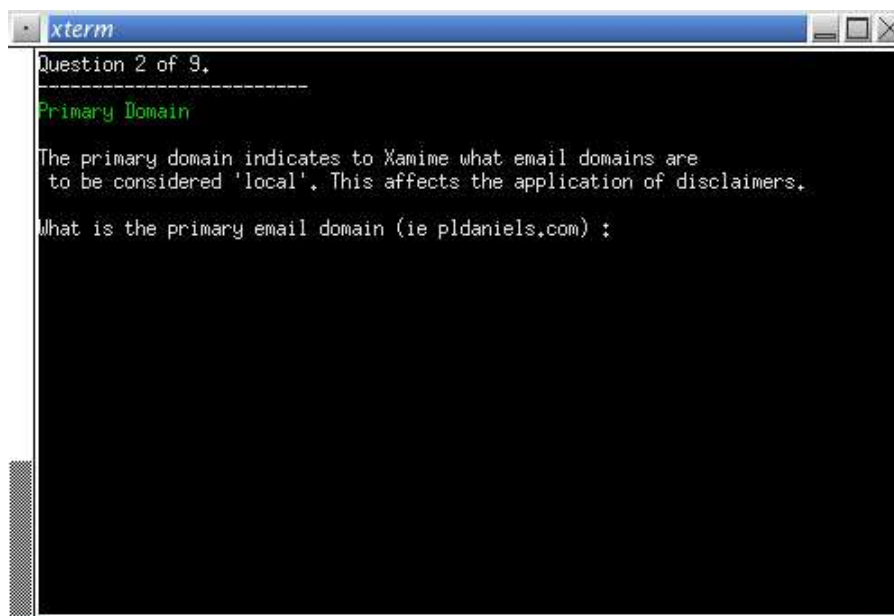 xterm
Question 2 of 9.
-------------------------
Primary Domain
The primary domain indicates to Xamime what email domains are
to be considered 'local'. This affects the application of disclaimers.
What is the primary email domain (ie pldaniels.com) :